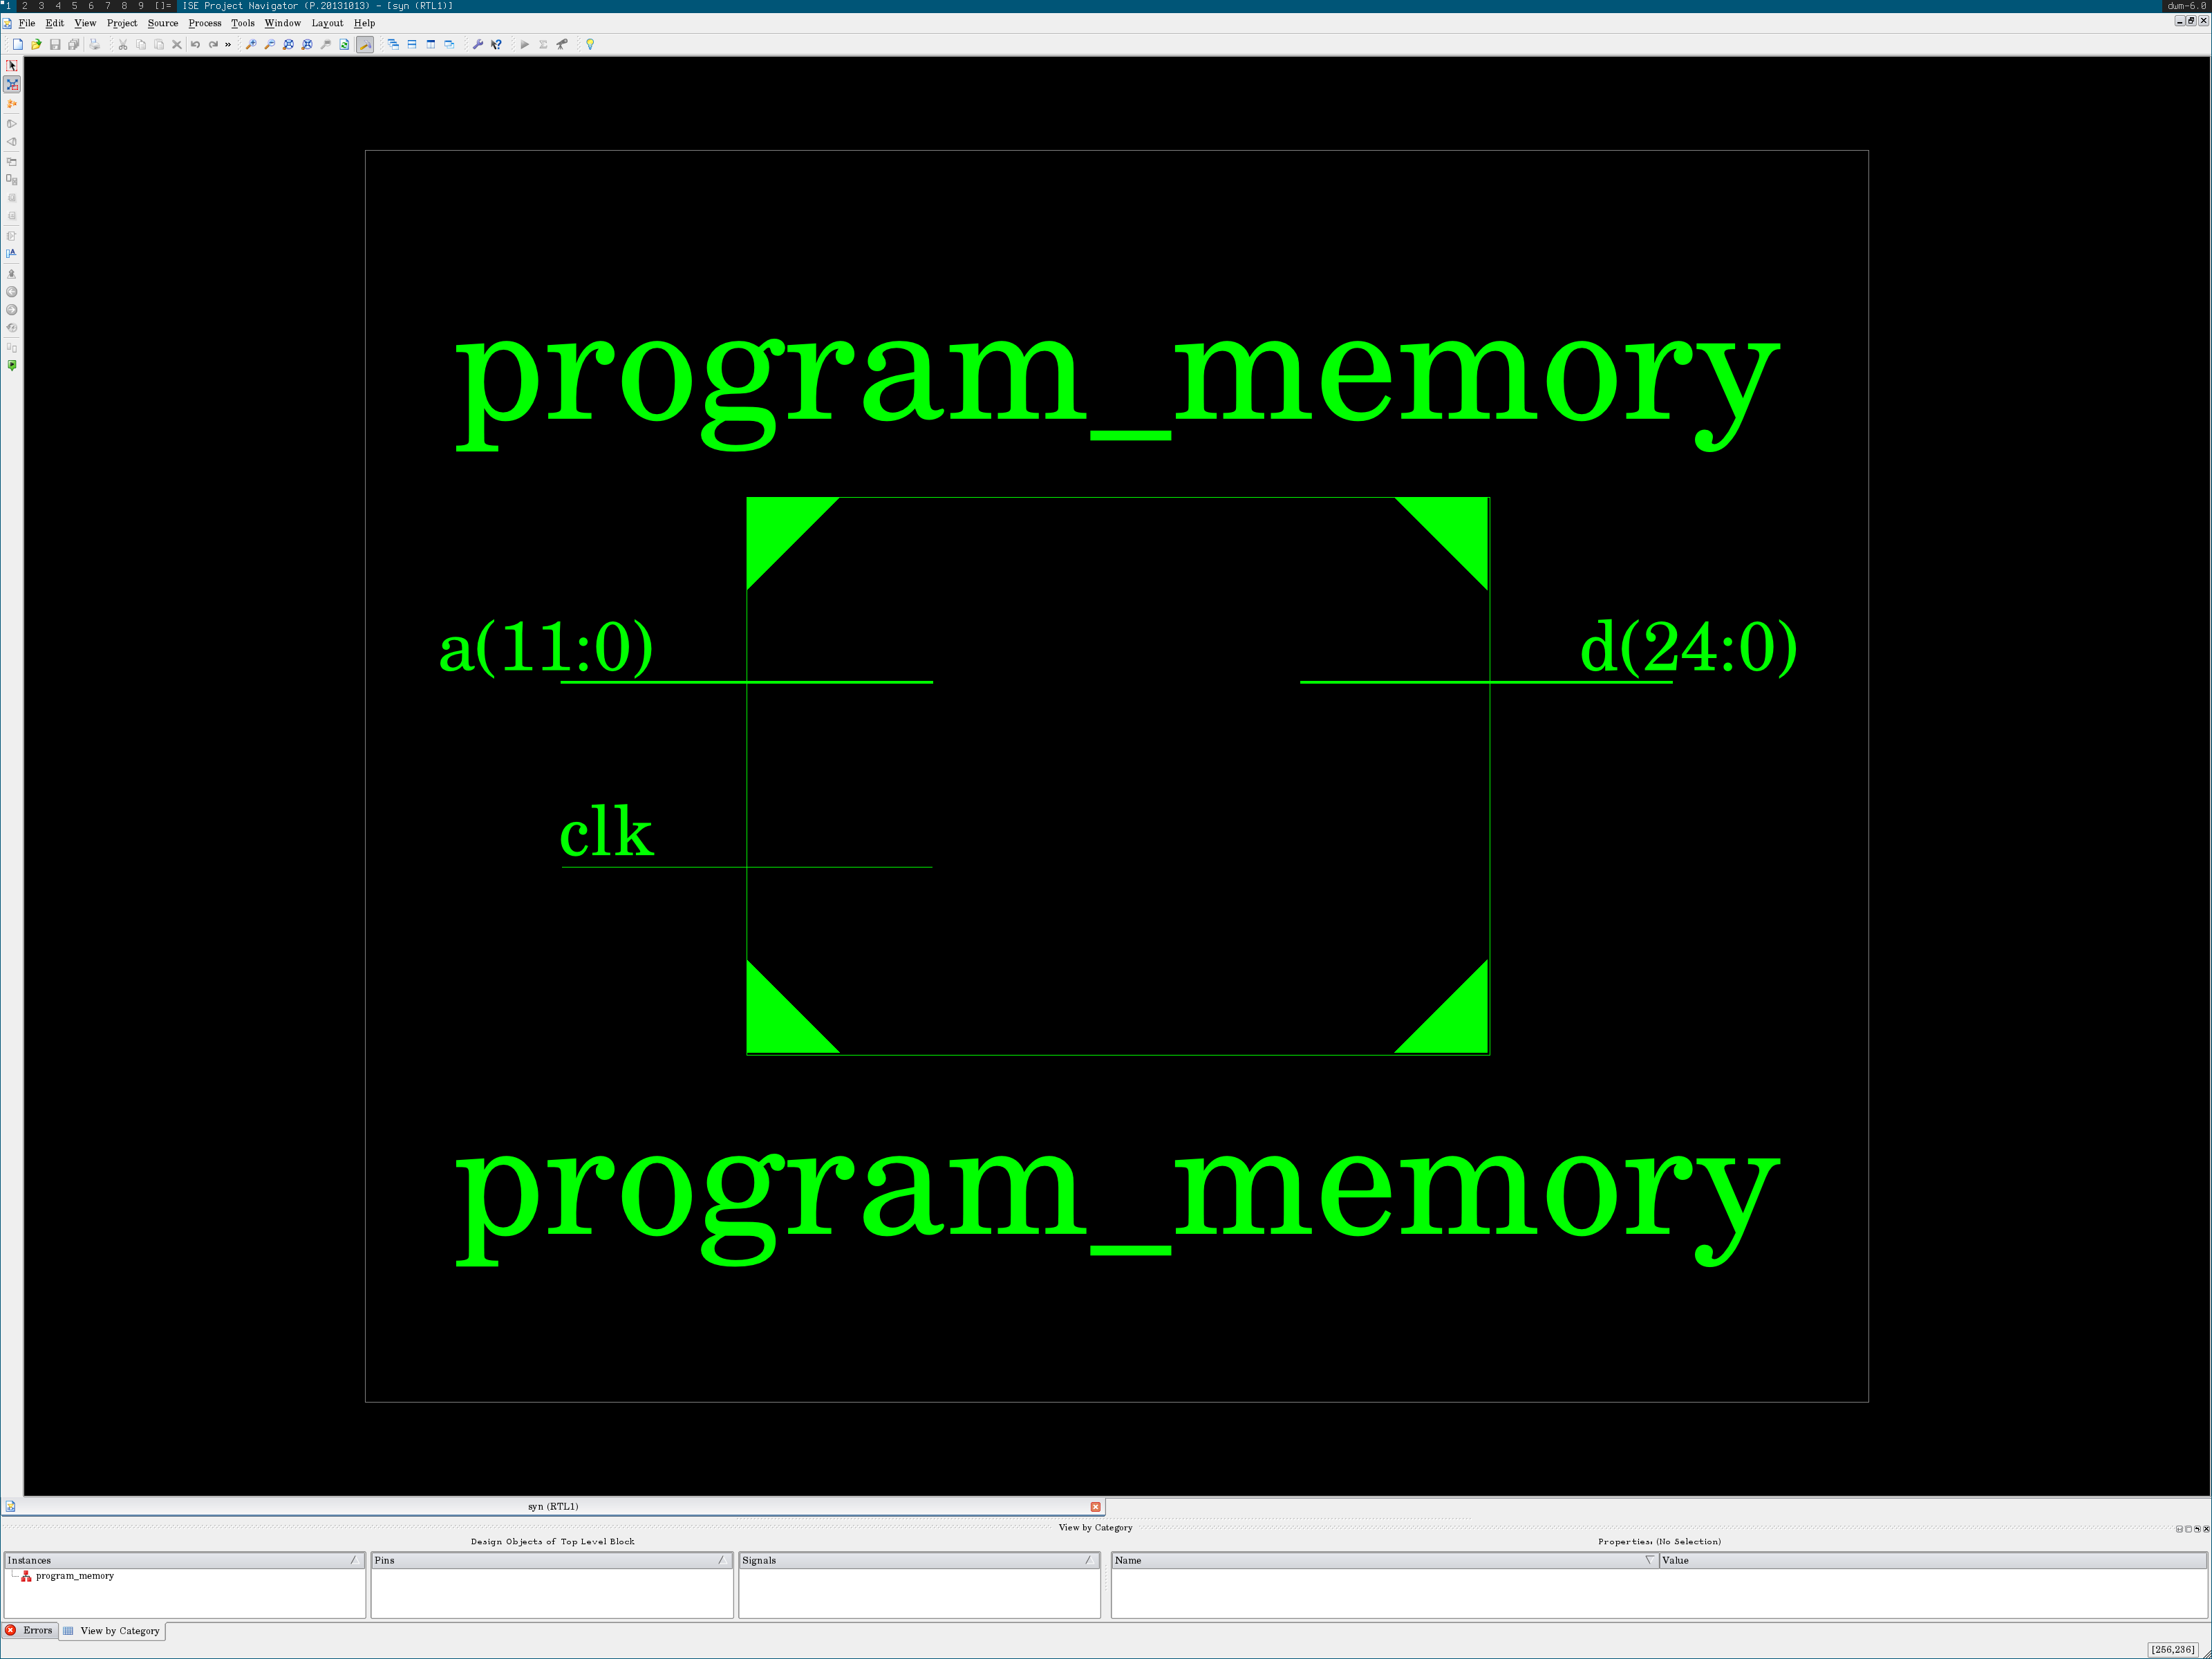 1 2 3 4 5 6 7 8 9 []= ISE Project Navigator (P.20131013) - [syn (RTL1)] dwm-6.0
File Edit View Project Source Process Tools Window Layout Help
program_memory
a(11:0) d(24:0)
clk
program_memory
syn (RTL1)
View by Category
Design Objects of Top Level Block Properties: (No Selection)
Instances Pins Signals Name Value
program_memory
Errors View by Category
[256,236]